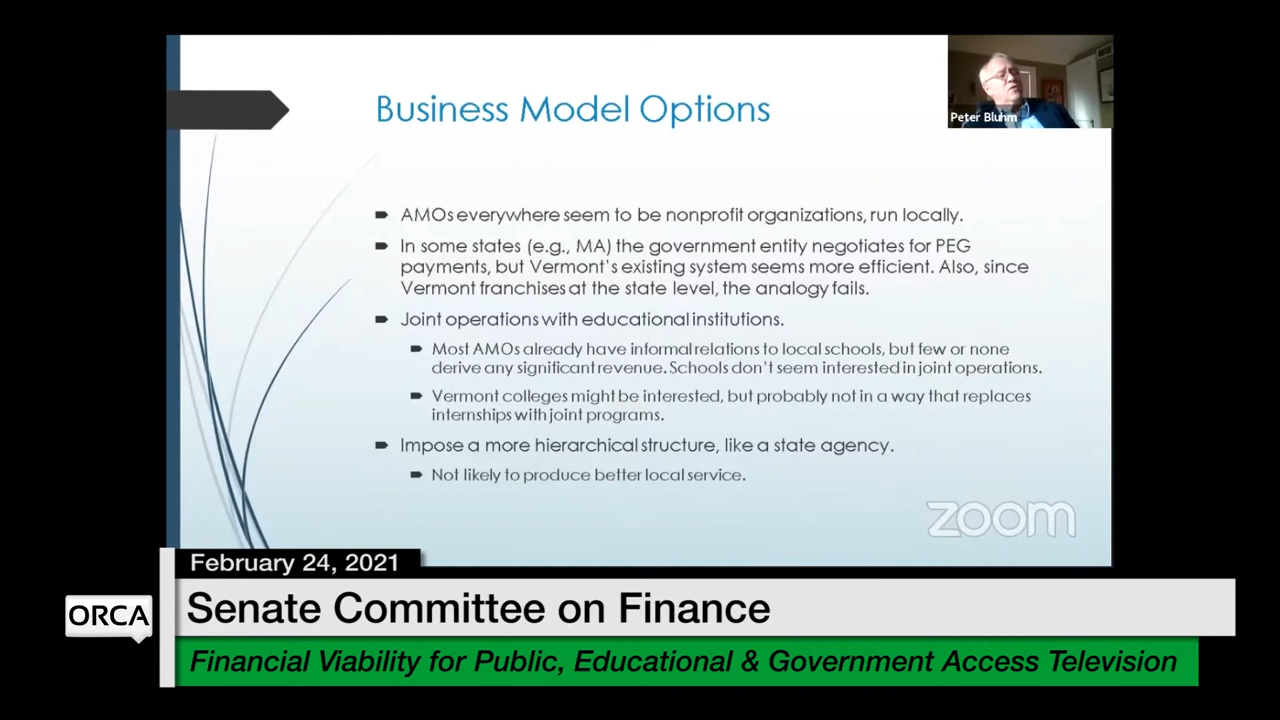 Business Model Options
Peter Bluhm
AMOs everywhere seem to be nonprofit organizations, run locally.
In some states (e.g., MA) the government entity negotiates for PEG
payments, but Vermont's existing system seems more efficient. Also, since
Vermont franchises at the state level, the analogy fails.
Joint operations with educational institutions.
Most AMOs already have informal relations to local schools, but few or none
derive any significant revenue. Schools don't seem interested in joint operations.
Vermont colleges might be interested, but probably not in a way that replaces
internships with joint programs.
Impose a more hierarchical structure, like a state agency.
Not likely to produce better local service.
zoom
February 24, 2021
ORCA
Senate Committee on Finance
Financial Viability for Public, Educational & Government Access Television